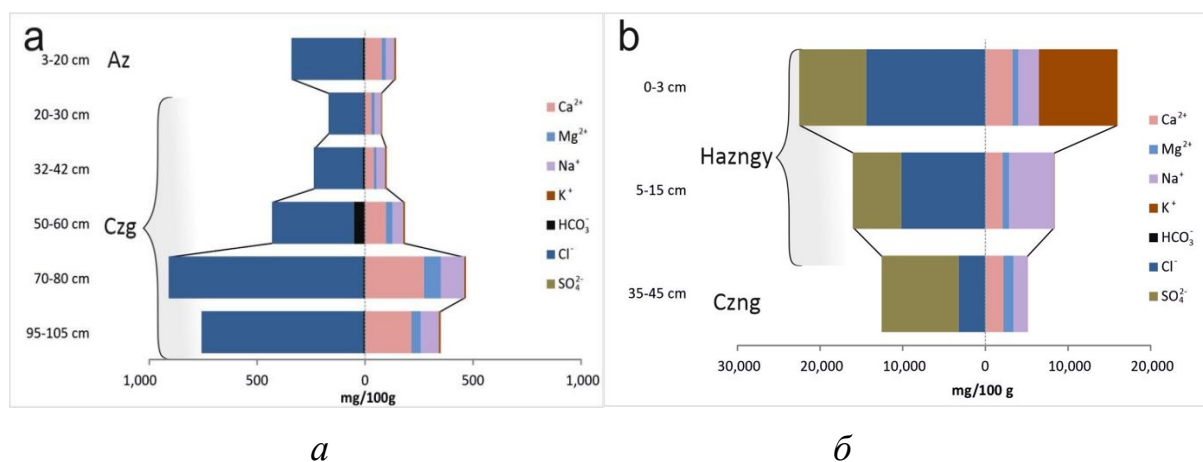 a
3-20 cm
Az
20-30 cm
32-42 cm
50-60 cm
Czg
70-80 cm
95-105 cm
Ca²⁺
Mg²⁺
Na⁺
K⁺
HCO₃⁻
Cl⁻
SO₄²⁻
1,000 500 0 500 1,000
mg/100g
b
0-3 cm
Hazngy
5-15 cm
35-45 cm
Czng
Ca²⁺
Mg²⁺
Na⁺
K⁺
HCO₃⁻
Cl⁻
SO₄²⁻
30,000 20,000 10,000 0 10,000 20,000
mg/100 g
а
б